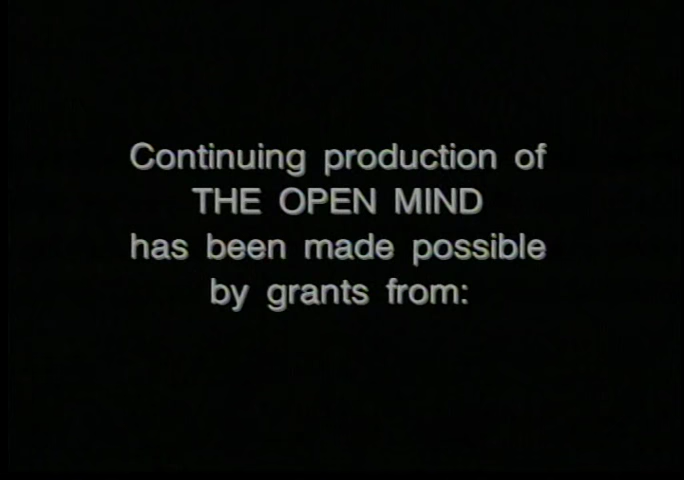 Continuing production of
THE OPEN MIND
has been made possible
by grants from: